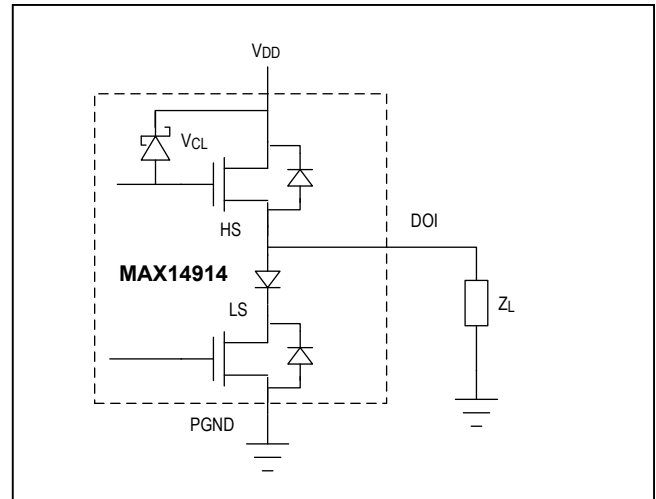 VDD
VCL
HS
DOI
MAX14914
LS
ZL
PGND